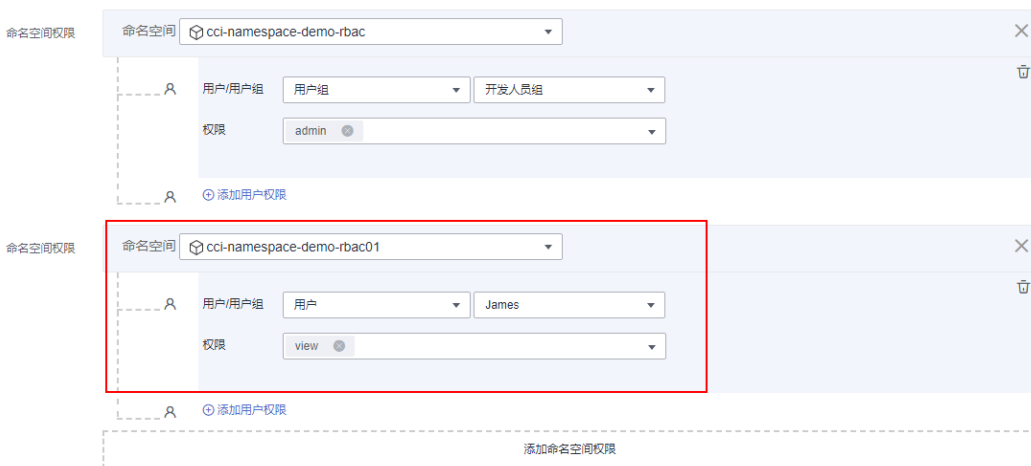 命名空间权限 命名空间 cci-namespace-demo-rbac
用户/用户组 用户组 开发人员组
权限 admin
添加用户权限
命名空间权限 命名空间 cci-namespace-demo-rbac01
用户/用户组 用户 James
权限 view
添加用户权限
添加命名空间权限